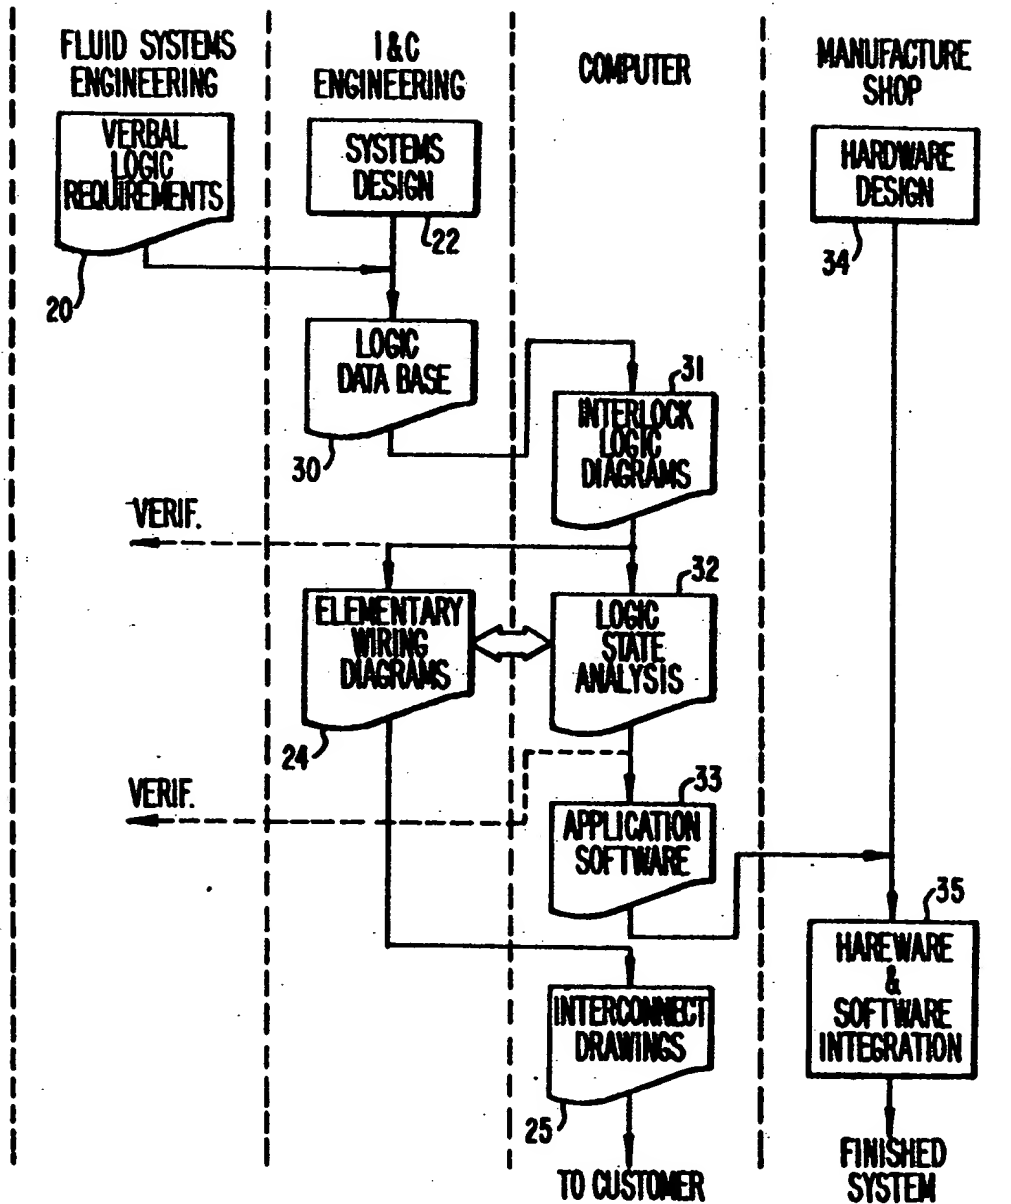 FLUID SYSTEMS
ENGINEERING
I&C
ENGINEERING
COMPUTER
MANUFACTURE
SHOP
VERBAL
LOGIC
REQUIREMENTS
20
SYSTEMS
DESIGN
22
HARDWARE
DESIGN
34
LOGIC
DATA BASE
30
31
INTERLOCK
LOGIC
DIAGRAMS
VERIF.
ELEMENTARY
WIRING
DIAGRAMS
24
32
LOGIC
STATE
ANALYSIS
VERIF.
33
APPLICATION
SOFTWARE
35
HAREWARE
&
SOFTWARE
INTEGRATION
INTERCONNECT
DRAWINGS
25
TO CUSTOMER
FINISHED
SYSTEM